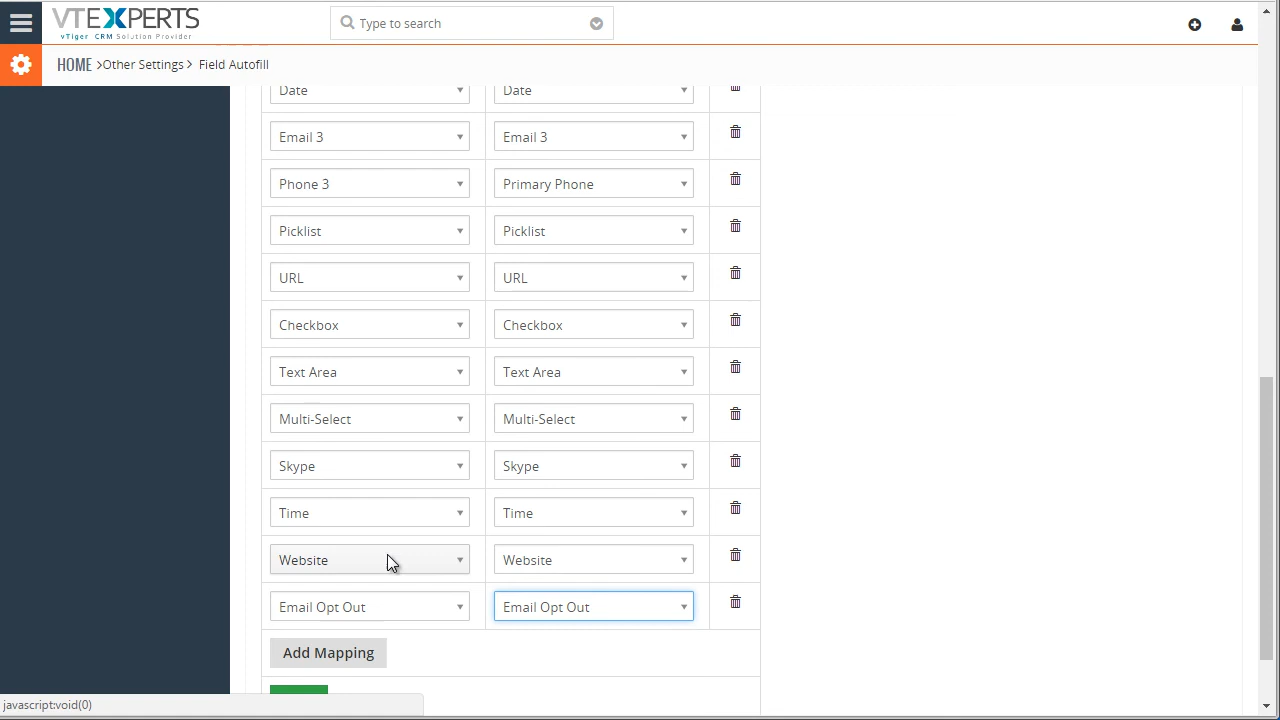 VTEXPERTS
vTiger CRM Solution Provider
Type to search
HOME >Other Settings > Field Autofill
Date Date
Email 3 Email 3
Phone 3 Primary Phone
Picklist Picklist
URL URL
Checkbox Checkbox
Text Area Text Area
Multi-Select Multi-Select
Skype Skype
Time Time
Website Website
Email Opt Out Email Opt Out
Add Mapping
javascript:void(0)